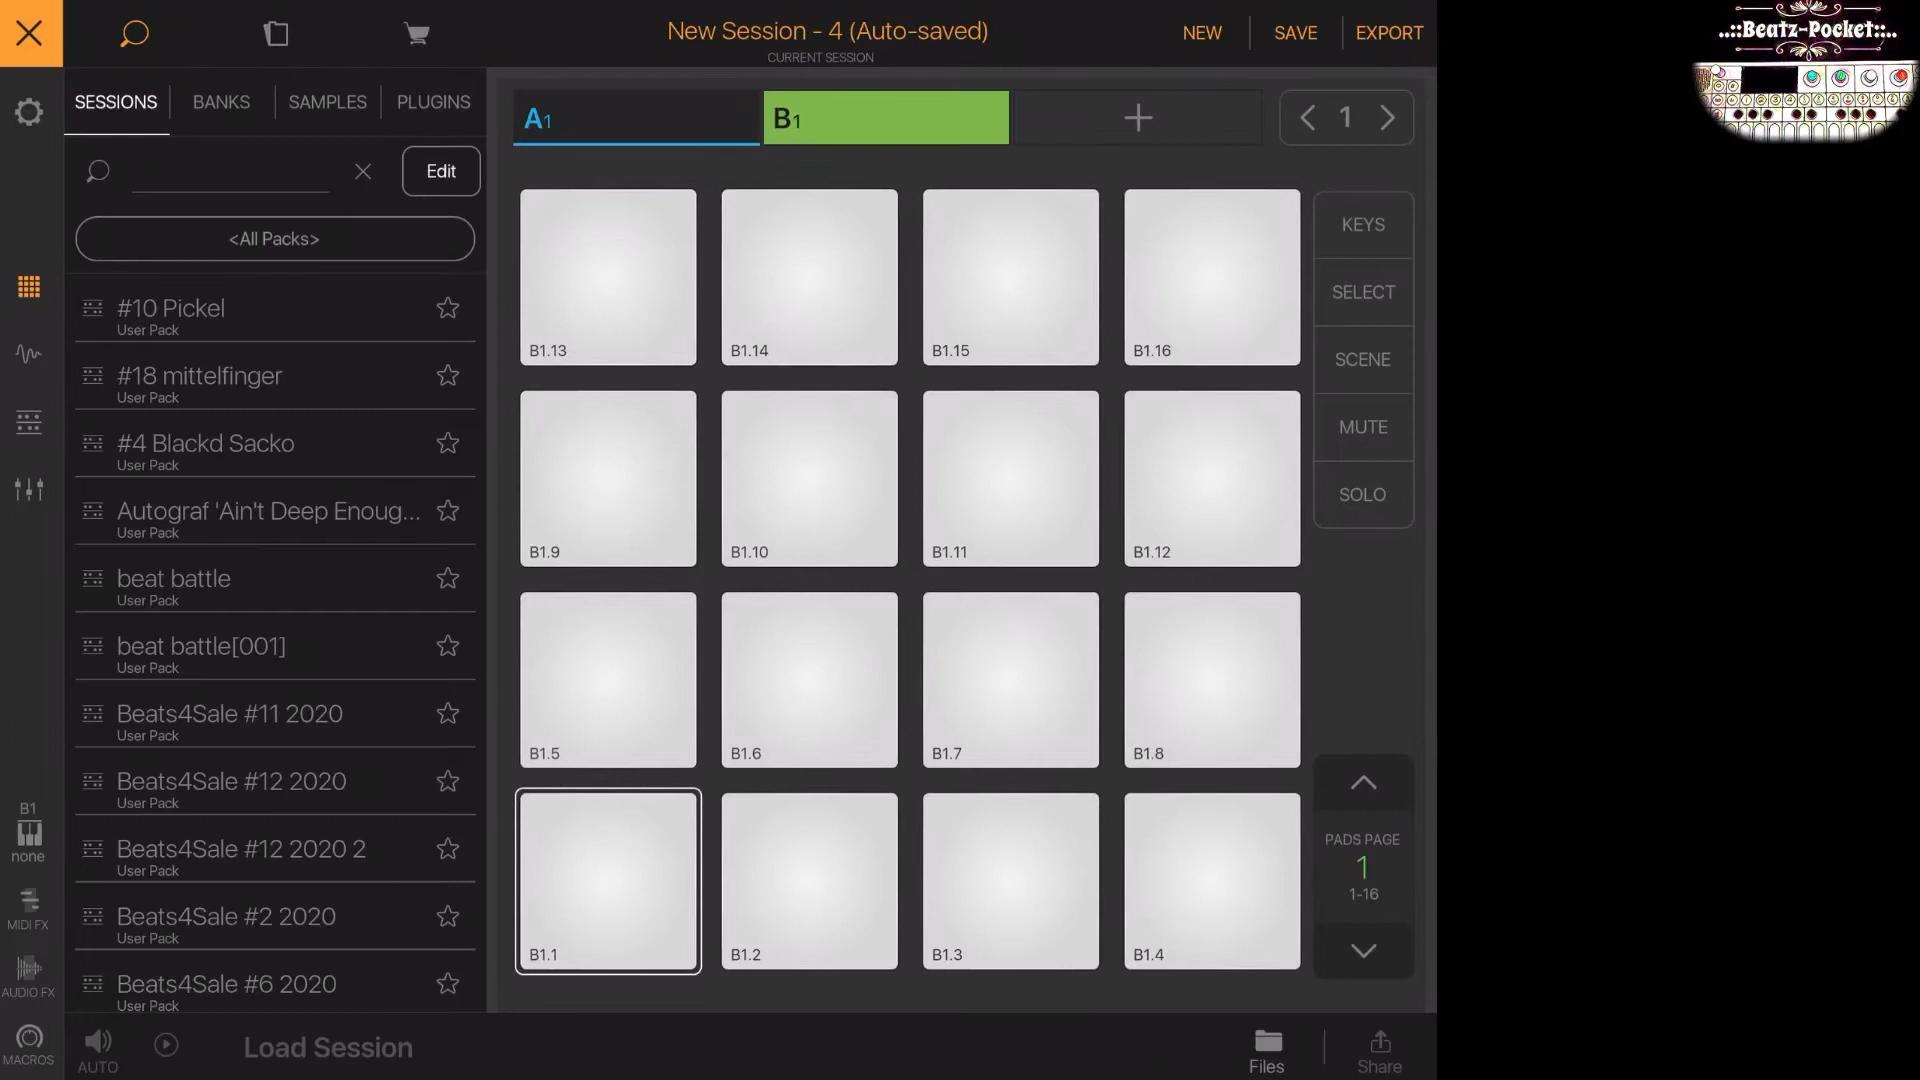 New Session - 4 (Auto-saved)
CURRENT SESSION
NEW
SAVE
EXPORT
..::Beatz-Pocket::..
SESSIONS
BANKS
SAMPLES
PLUGINS
Edit
<All Packs>
#10 Pickel
User Pack
#18 mittelfinger
User Pack
#4 Blackd Sacko
User Pack
Autograf 'Ain't Deep Enoug...
User Pack
beat battle
User Pack
beat battle[001]
User Pack
Beats4Sale #11 2020
User Pack
Beats4Sale #12 2020
User Pack
Beats4Sale #12 2020 2
User Pack
Beats4Sale #2 2020
User Pack
Beats4Sale #6 2020
User Pack
A1
B1
1
B1.13
B1.14
B1.15
B1.16
B1.9
B1.10
B1.11
B1.12
B1.5
B1.6
B1.7
B1.8
B1.1
B1.2
B1.3
B1.4
KEYS
SELECT
SCENE
MUTE
SOLO
PADS PAGE
1
1-16
B1
none
MIDI FX
AUDIO FX
MACROS
AUTO
Load Session
Files
Share